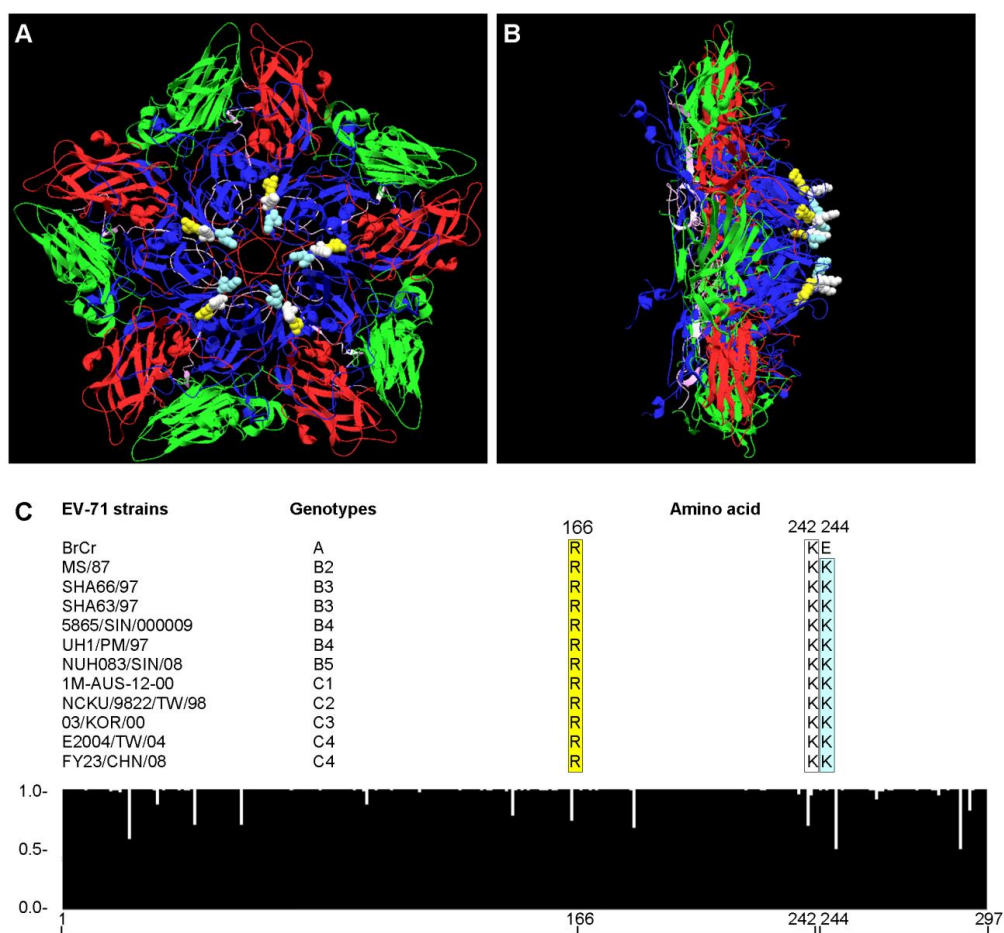 A
B
C EV-71 strains Genotypes Amino acid
166 242 244
BrCr A R K E
MS/87 B2 R K K
SHA66/97 B3 R K K
SHA63/97 B3 R K K
5865/SIN/000009 B4 R K K
UH1/PM/97 B4 R K K
NUH083/SIN/08 B5 R K K
1M-AUS-12-00 C1 R K K
NCKU/9822/TW/98 C2 R K K
03/KOR/00 C3 R K K
E2004/TW/04 C4 R K K
FY23/CHN/08 C4 R K K
1.0-
0.5-
0.0-
1 166 242 244 297